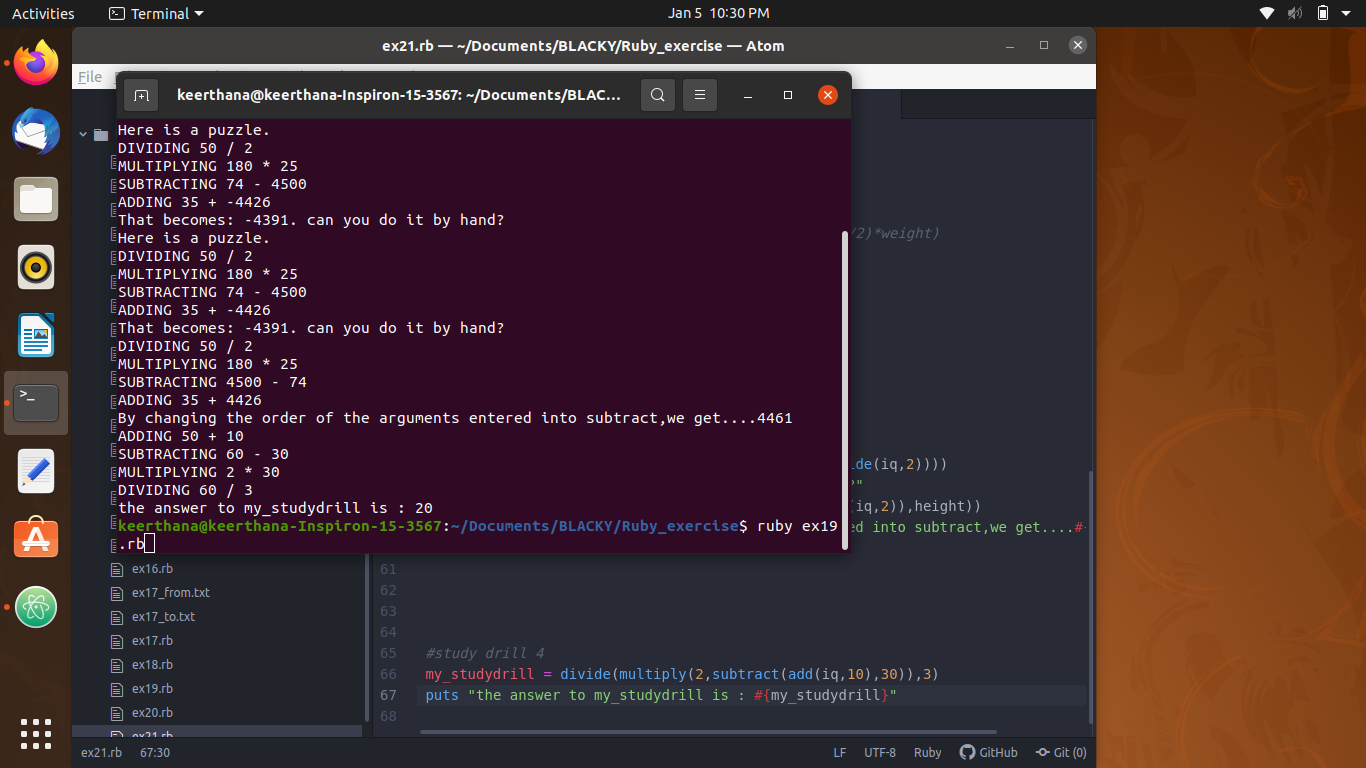 Activities
Terminal
Jan 5 10:30 PM
ex21.rb — ~/Documents/BLACKY/Ruby_exercise — Atom
File
keerthana@keerthana-Inspiron-15-3567: ~/Documents/BLAC...
Here is a puzzle.
DIVIDING 50 / 2
MULTIPLYING 180 * 25
SUBTRACTING 74 - 4500
ADDING 35 + -4426
That becomes: -4391. can you do it by hand?
Here is a puzzle.
DIVIDING 50 / 2
MULTIPLYING 180 * 25
SUBTRACTING 74 - 4500
ADDING 35 + -4426
That becomes: -4391. can you do it by hand?
DIVIDING 50 / 2
MULTIPLYING 180 * 25
SUBTRACTING 4500 - 74
ADDING 35 + 4426
By changing the order of the arguments entered into subtract,we get....4461
ADDING 50 + 10
SUBTRACTING 60 - 30
MULTIPLYING 2 * 30
DIVIDING 60 / 3
the answer to my_studydrill is : 20
keerthana@keerthana-Inspiron-15-3567:~/Documents/BLACKY/Ruby_exercise$ ruby ex19
.rb
/2)*weight)
ide(iq,2))))
?"
(iq,2)),height))
ed into subtract,we get....#
ex16.rb
ex17_from.txt
ex17_to.txt
ex17.rb
ex18.rb
ex19.rb
ex20.rb
ex21.rb
61
62
63
64
65 #study drill 4
66 my_studydrill = divide(multiply(2,subtract(add(iq,10),30)),3)
67 puts "the answer to my_studydrill is : #{my_studydrill}"
68
ex21.rb 67:30
LF UTF-8 Ruby GitHub Git (0)